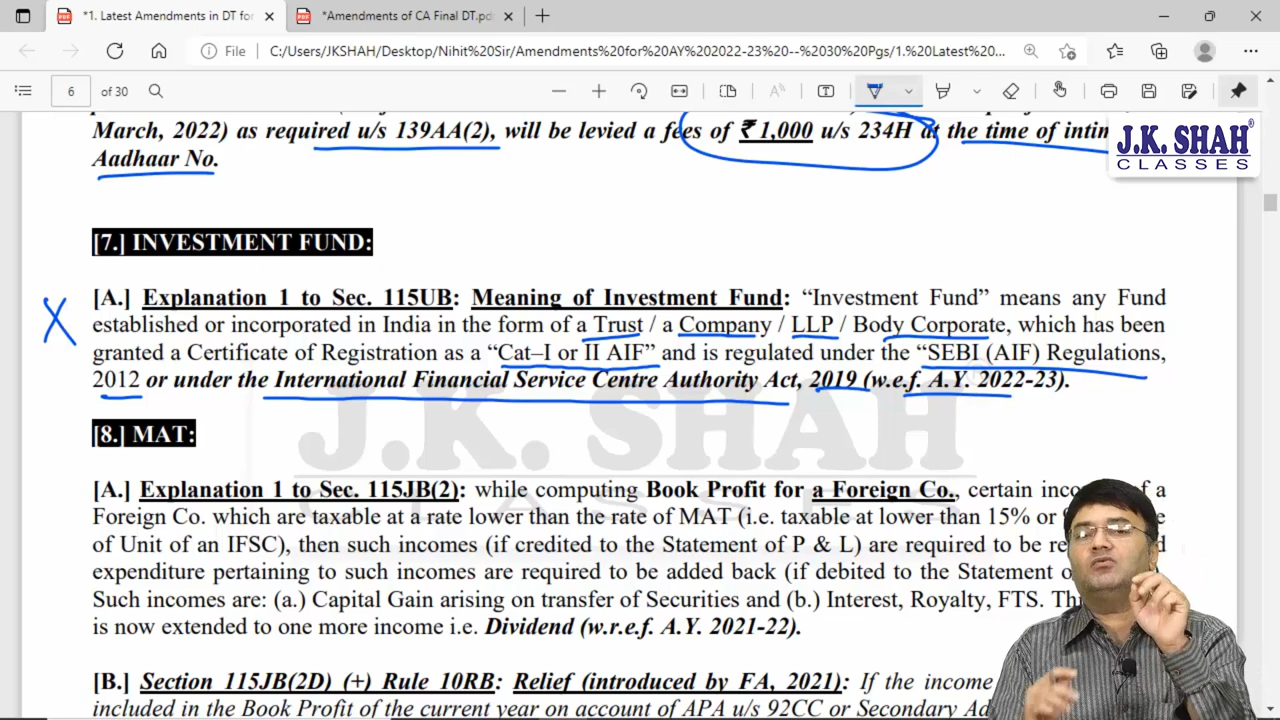 *1. Latest Amendments in DT for
*Amendments of CA Final DT.pd
File
C:/Users/JKSHAH/Desktop/Nihit%20Sir/Amendments%20for%20AY%202022-23%20--%2030%20Pgs/1.%20Latest%20...
6 of 30
March, 2022) as required u/s 139AA(2), will be levied a fees of ₹ 1,000 u/s 234H at the time of intin
Aadhaar No.
J.K. SHAH®
CLASSES
[7.] INVESTMENT FUND:
[A.] Explanation 1 to Sec. 115UB: Meaning of Investment Fund: “Investment Fund” means any Fund
established or incorporated in India in the form of a Trust / a Company / LLP / Body Corporate, which has been
granted a Certificate of Registration as a “Cat–I or II AIF” and is regulated under the “SEBI (AIF) Regulations,
2012 or under the International Financial Service Centre Authority Act, 2019 (w.e.f. A.Y. 2022-23).
J.K. SHAH
CLASSES
[8.] MAT:
[A.] Explanation 1 to Sec. 115JB(2): while computing Book Profit for a Foreign Co., certain inco of a
Foreign Co. which are taxable at a rate lower than the rate of MAT (i.e. taxable at lower than 15% or
of Unit of an IFSC), then such incomes (if credited to the Statement of P & L) are required to be re d
expenditure pertaining to such incomes are required to be added back (if debited to the Statement o
Such incomes are: (a.) Capital Gain arising on transfer of Securities and (b.) Interest, Royalty, FTS. Th
is now extended to one more income i.e. Dividend (w.r.e.f. A.Y. 2021-22).
[B.] Section 115JB(2D) (+) Rule 10RB: Relief (introduced by FA, 2021): If the income
included in the Book Profit of the current year on account of APA u/s 92CC or Secondary Ad